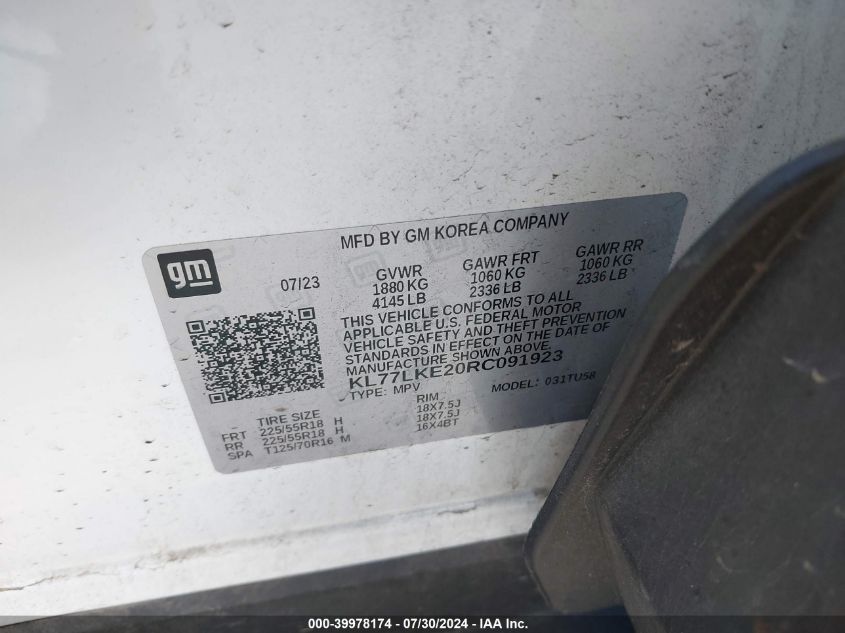 MFD BY GM KOREA COMPANY
gm
07/23
GVWR GAWR FRT GAWR RR
1880 KG 1060 KG 1060 KG
4145 LB 2336 LB 2336 LB
THIS VEHICLE CONFORMS TO ALL
APPLICABLE U.S. FEDERAL MOTOR
VEHICLE SAFETY AND THEFT PREVENTION
STANDARDS IN EFFECT ON THE DATE OF
MANUFACTURE SHOWN ABOVE.
KL77LKE20RC091923
TYPE: MPV MODEL: 031TU58
TIRE SIZE RIM
FRT 225/55R18 H 18X7.5J
RR 225/55R18 H 18X7.5J
SPA T125/70R16 M 16X4BT
000-39978174 - 07/30/2024 - IAA Inc.